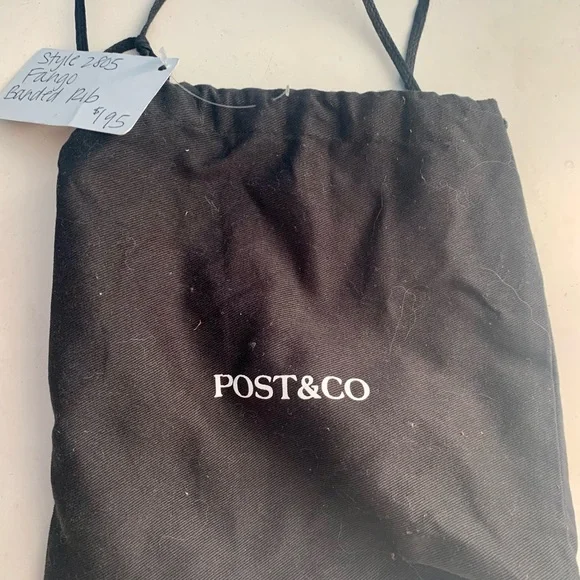 Style 2805
Fango
Banded Rib
$195
POST&CO